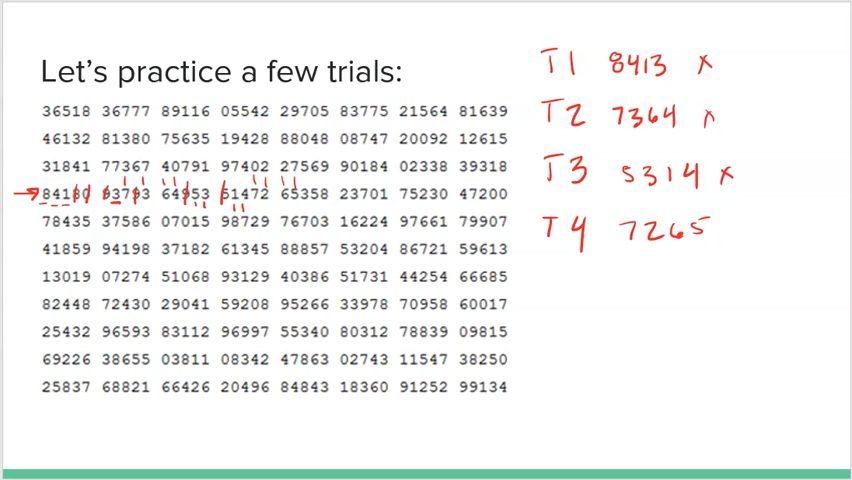 Let's practice a few trials:
36518 36777 89116 05542 29705 83775 21564 81639
46132 81380 75635 19428 88048 08747 20092 12615
31841 77367 40791 97402 27569 90184 02338 39318
84180 93793 64953 51472 65358 23701 75230 47200
78435 37586 07015 98729 76703 16224 97661 79907
41859 94198 37182 61345 88857 53204 86721 59613
13019 07274 51068 93129 40386 51731 44254 66685
82448 72430 29041 59208 95266 33978 70958 60017
25432 96593 83112 96997 55340 80312 78839 09815
69226 38655 03811 08342 47863 02743 11547 38250
25837 68821 66426 20496 84843 18360 91252 99134
T1 8413 x
T2 7364 x
T3 5314 x
T4 7265